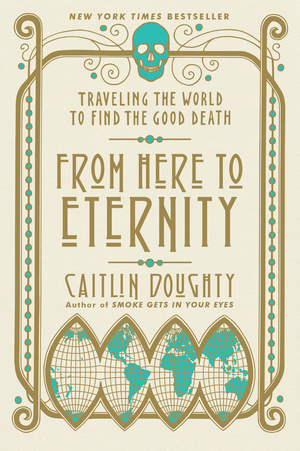 NEW YORK TIMES BESTSELLER
TRAVELING THE WORLD
TO FIND THE GOOD DEATH
FROM HERE TO
ETERNITY
CAITLIN DOUGHTY
Author of SMOKE GETS IN YOUR EYES